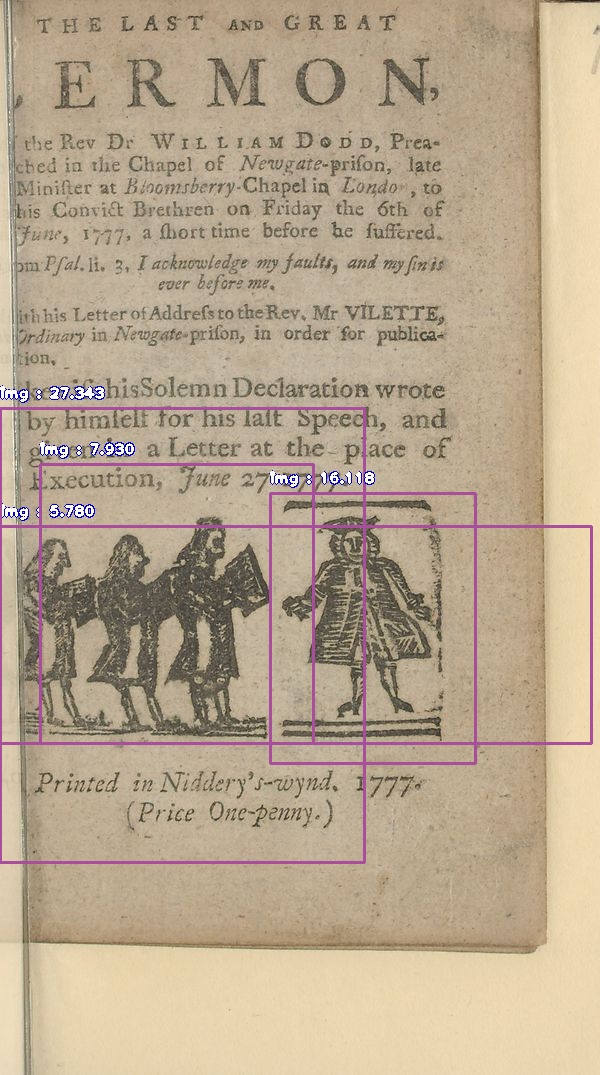 THE LAST AND GREAT
ERMON,
the Rev Dr WILLIAM DODD, Prea-
ched in the Chapel of Newgate-priſon, late
Miniſter at Bloomsberry-Chapel in Londo, to
his Convict Brethren on Friday the 6th of
June, 1777, a ſhort time before he ſuffered.
om Pſal. li. 3, I acknowledge my faults, and my ſin is
ever before me.
ith his Letter of Addreſs to the Rev. Mr VILETTE,
Ordinary in Newgate-priſon, in order for publica-
tion.
his Solemn Declaration wrote
img : 27.343
by himſelf for his laſt Speech, and
a Letter at the place of
img : 7.930
Execution, June 27
img : 16.118
img : 5.780
Printed in Niddery's-wynd. 1777.
(Price One-penny.)